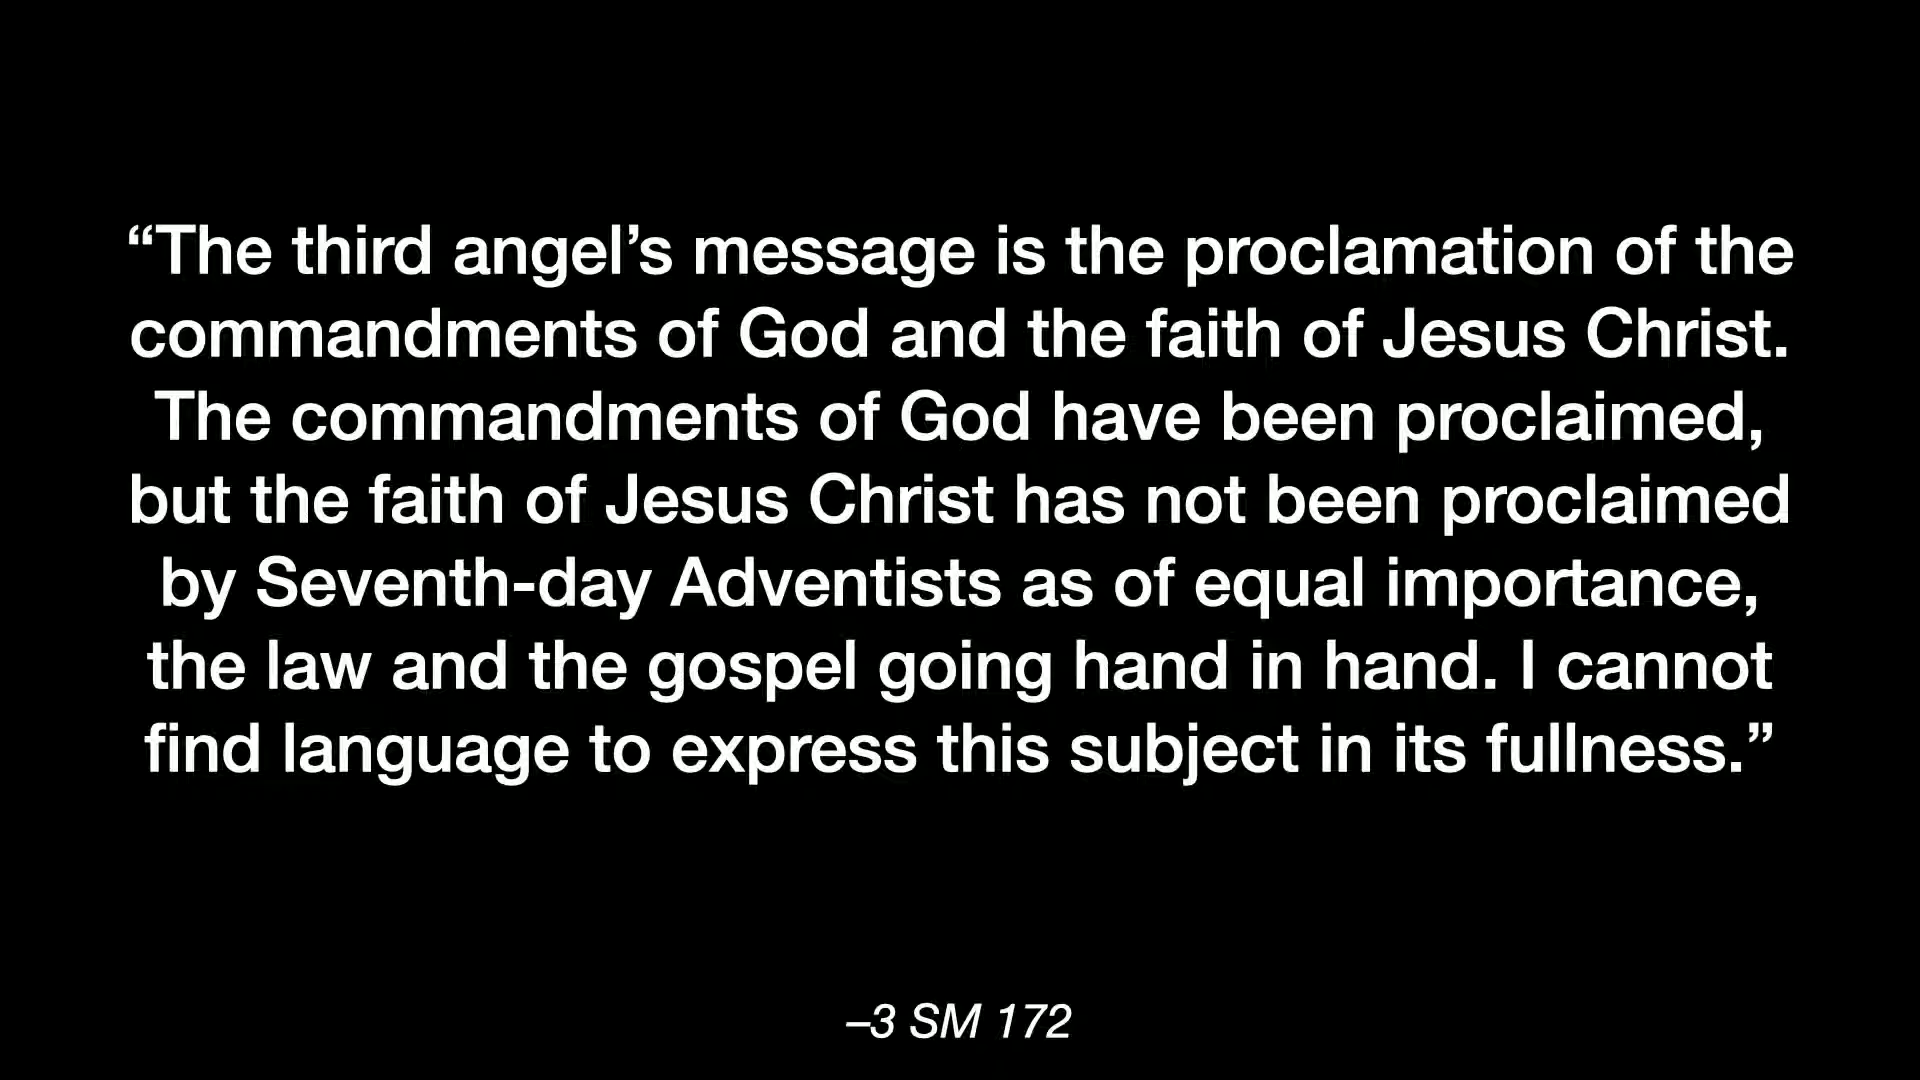 “The third angel’s message is the proclamation of the
commandments of God and the faith of Jesus Christ.
The commandments of God have been proclaimed,
but the faith of Jesus Christ has not been proclaimed
by Seventh-day Adventists as of equal importance,
the law and the gospel going hand in hand. I cannot
find language to express this subject in its fullness.”
–3 SM 172